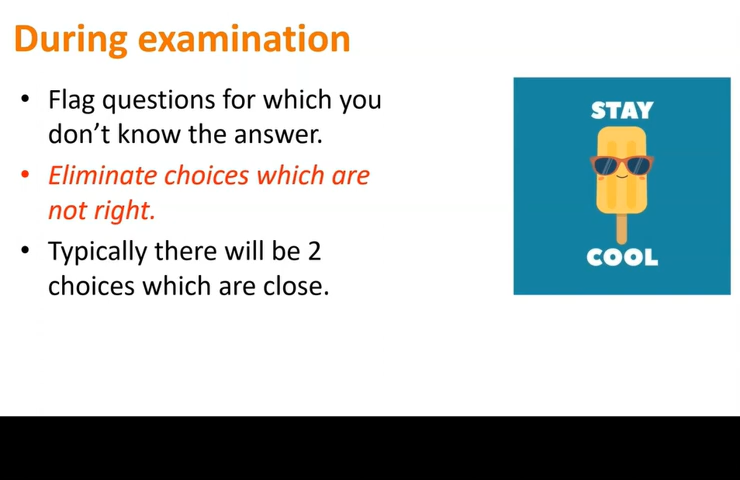 During examination
• Flag questions for which you
don’t know the answer.
• Eliminate choices which are
not right.
• Typically there will be 2
choices which are close.
STAY
COOL